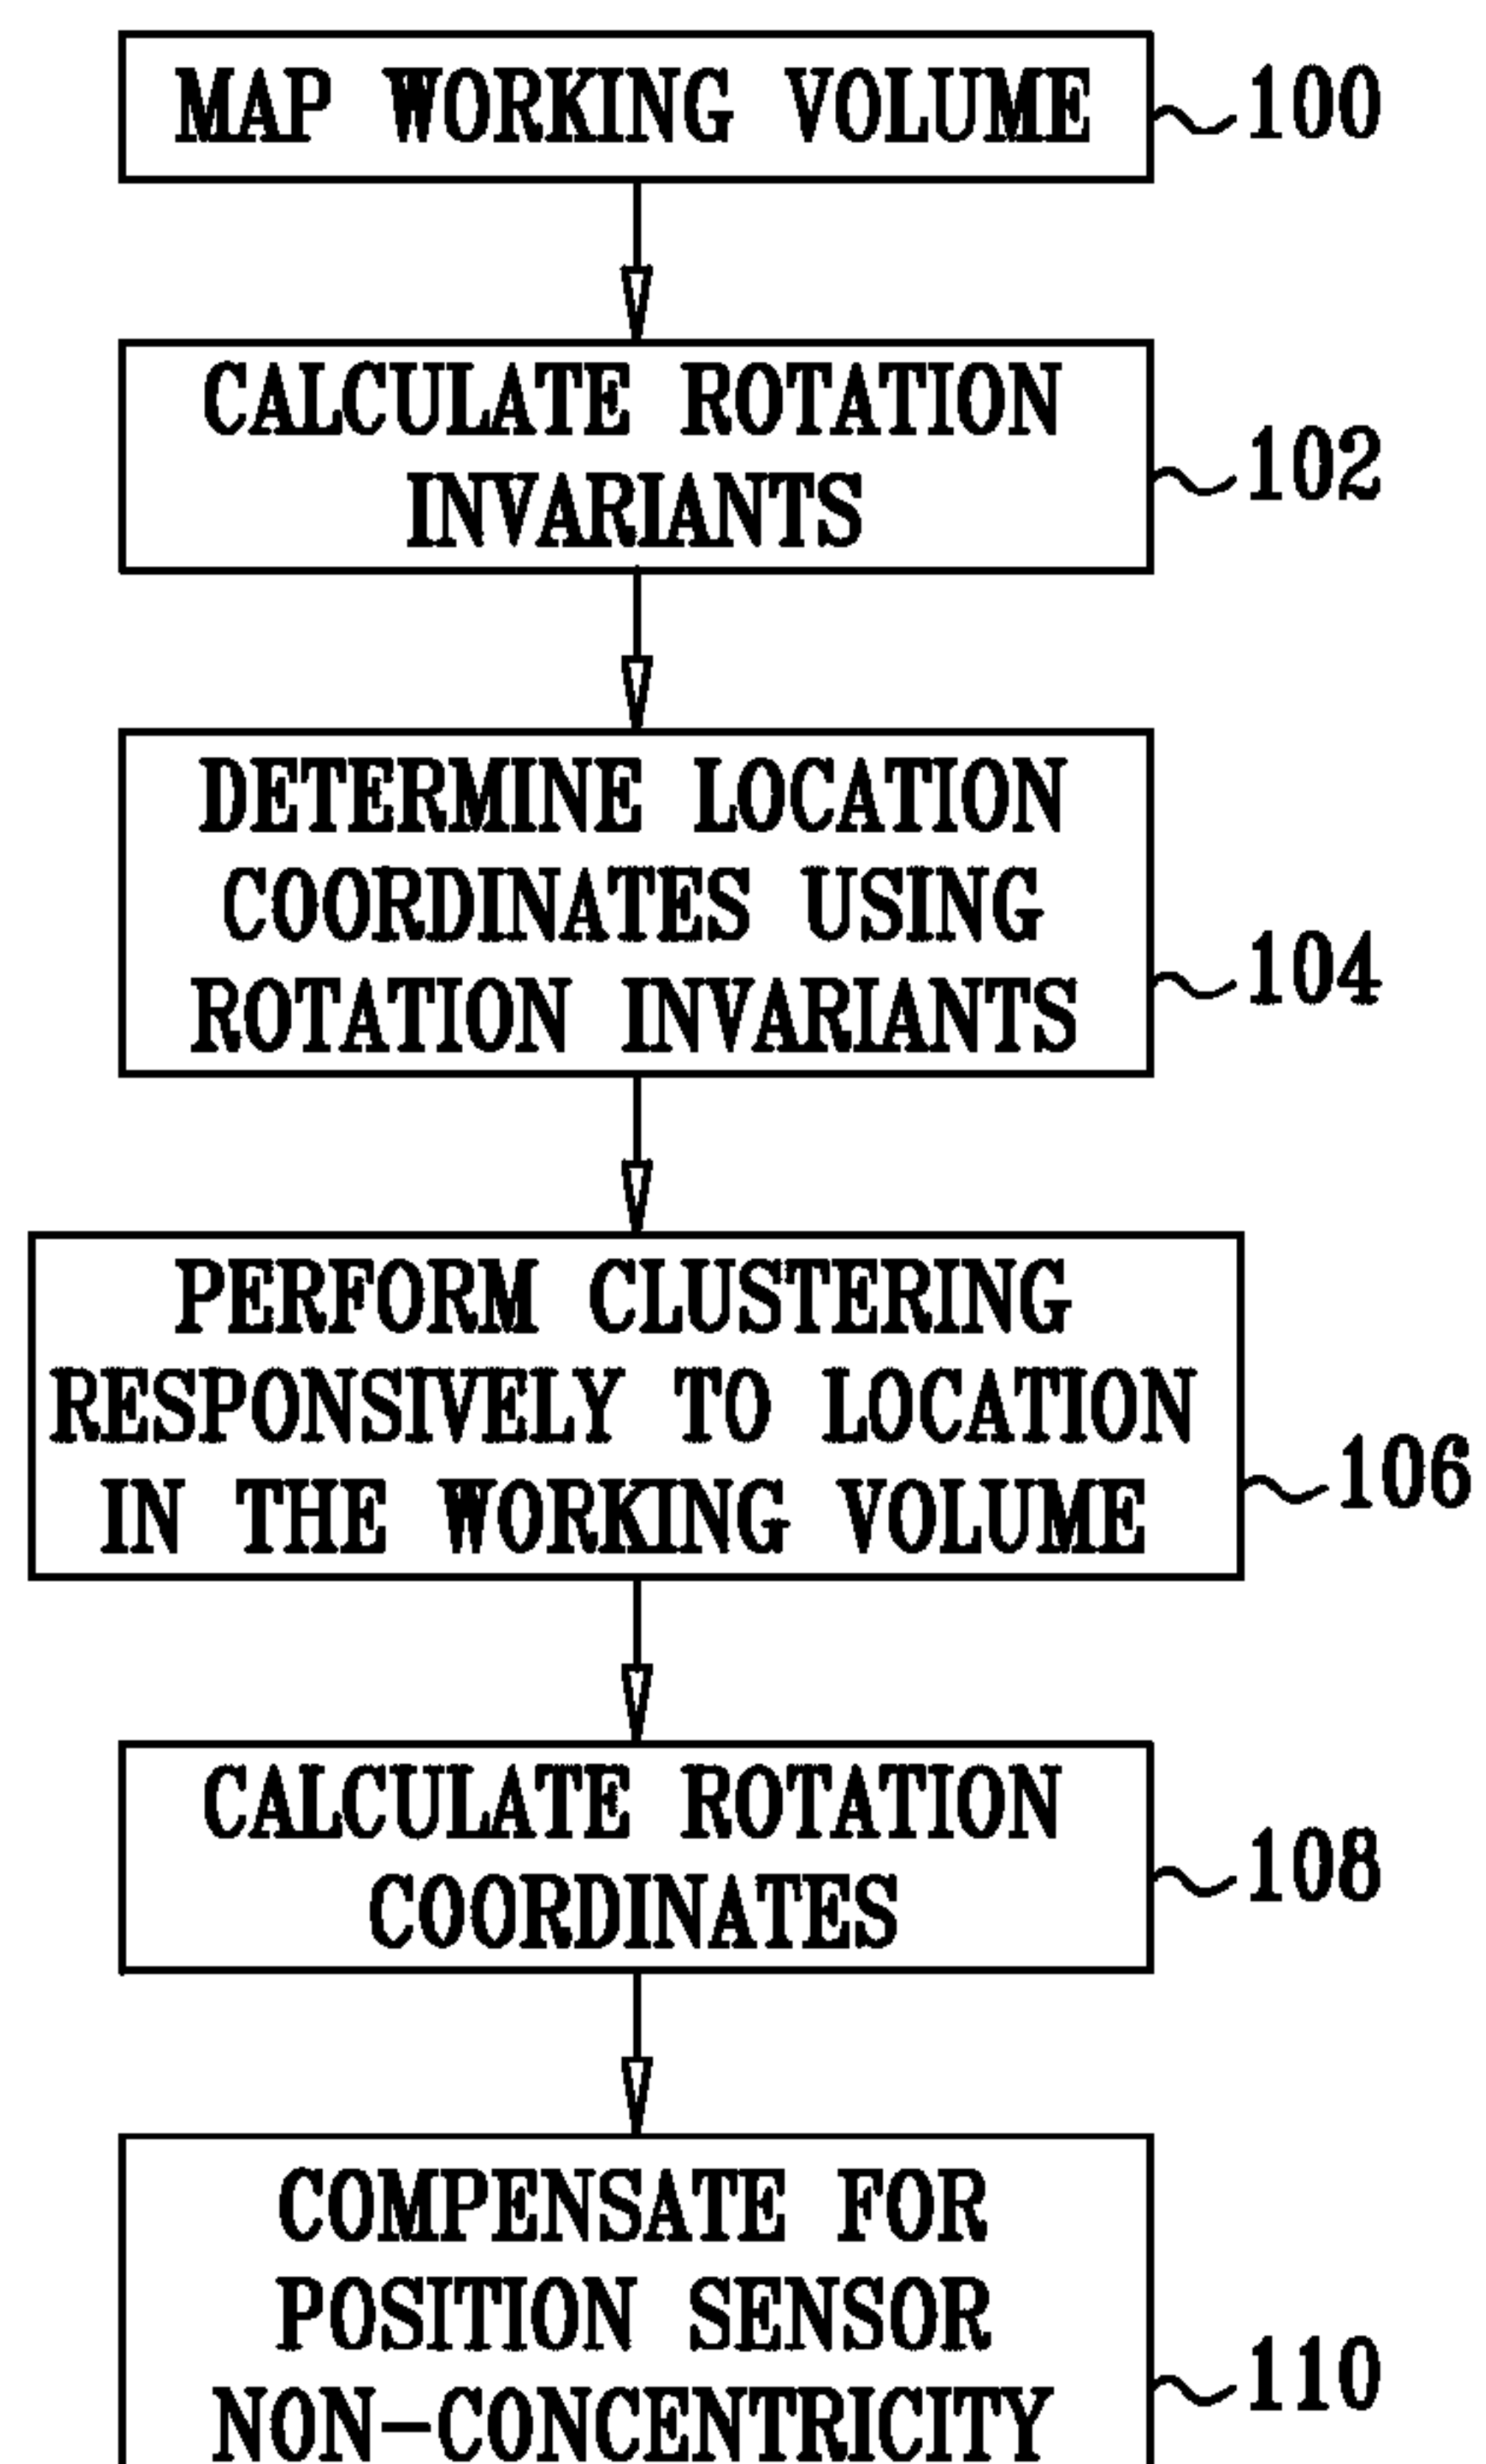 MAP WORKING VOLUME
100
CALCULATE ROTATION
INVARIANTS
102
DETERMINE LOCATION
COORDINATES USING
ROTATION INVARIANTS
104
PERFORM CLUSTERING
RESPONSIVELY TO LOCATION
IN THE WORKING VOLUME
106
CALCULATE ROTATION
COORDINATES
108
COMPENSATE FOR
POSITION SENSOR
NON-CONCENTRICITY
110